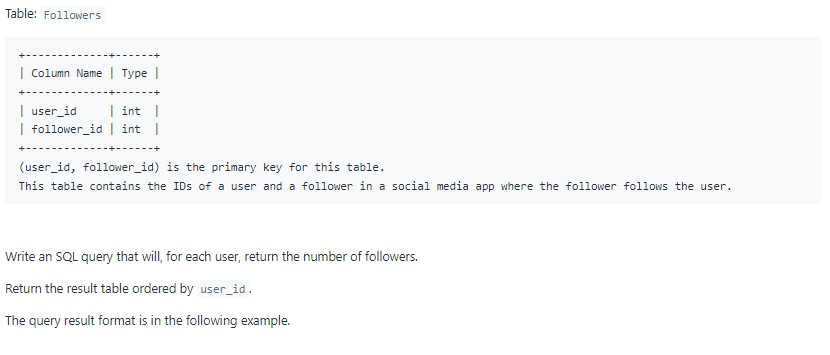 Table: Followers
+-------------+------+
| Column Name | Type |
+-------------+------+
| user_id     | int  |
| follower_id | int  |
+-------------+------+
(user_id, follower_id) is the primary key for this table.
This table contains the IDs of a user and a follower in a social media app where the follower follows the user.
Write an SQL query that will, for each user, return the number of followers.
Return the result table ordered by user_id.
The query result format is in the following example.